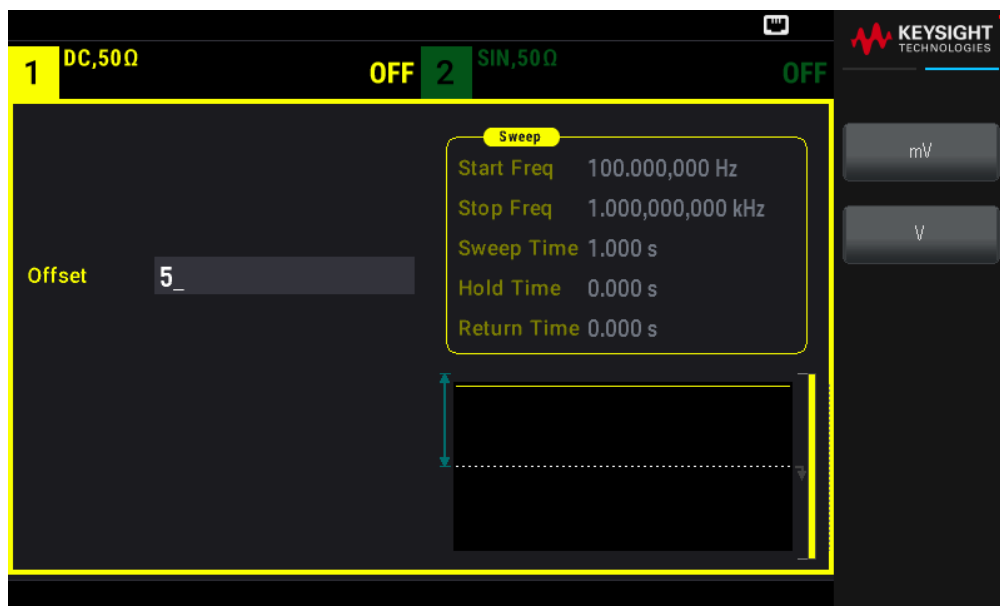 KEYSIGHT
TECHNOLOGIES
1 DC,50Ω OFF 2 SIN,50Ω OFF
Sweep
Start Freq 100.000,000 Hz
Stop Freq 1.000,000,000 kHz
Sweep Time 1.000 s
Hold Time 0.000 s
Return Time 0.000 s
Offset 5_
mV
V